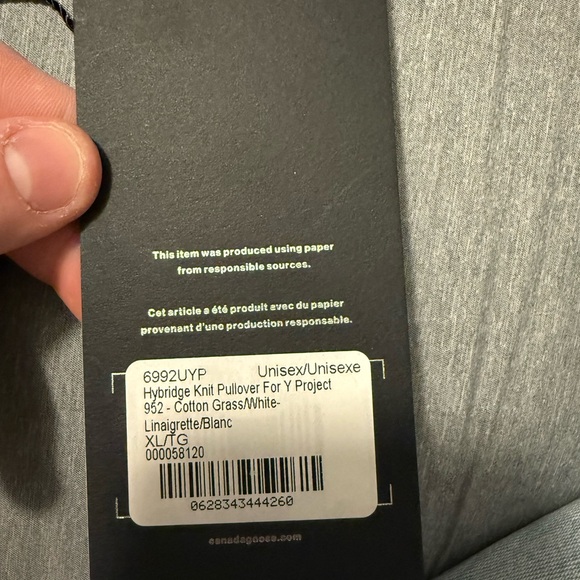 This item was produced using paper
from responsible sources.
Cet article a été produit avec du papier
provenant d'une production responsable.
6992UYP Unisex/Unisexe
Hybridge Knit Pullover For Y Project
952 - Cotton Grass/White-
Linaigrette/Blanc
XL/TG
000058120
0628343444260
canadagoose.com